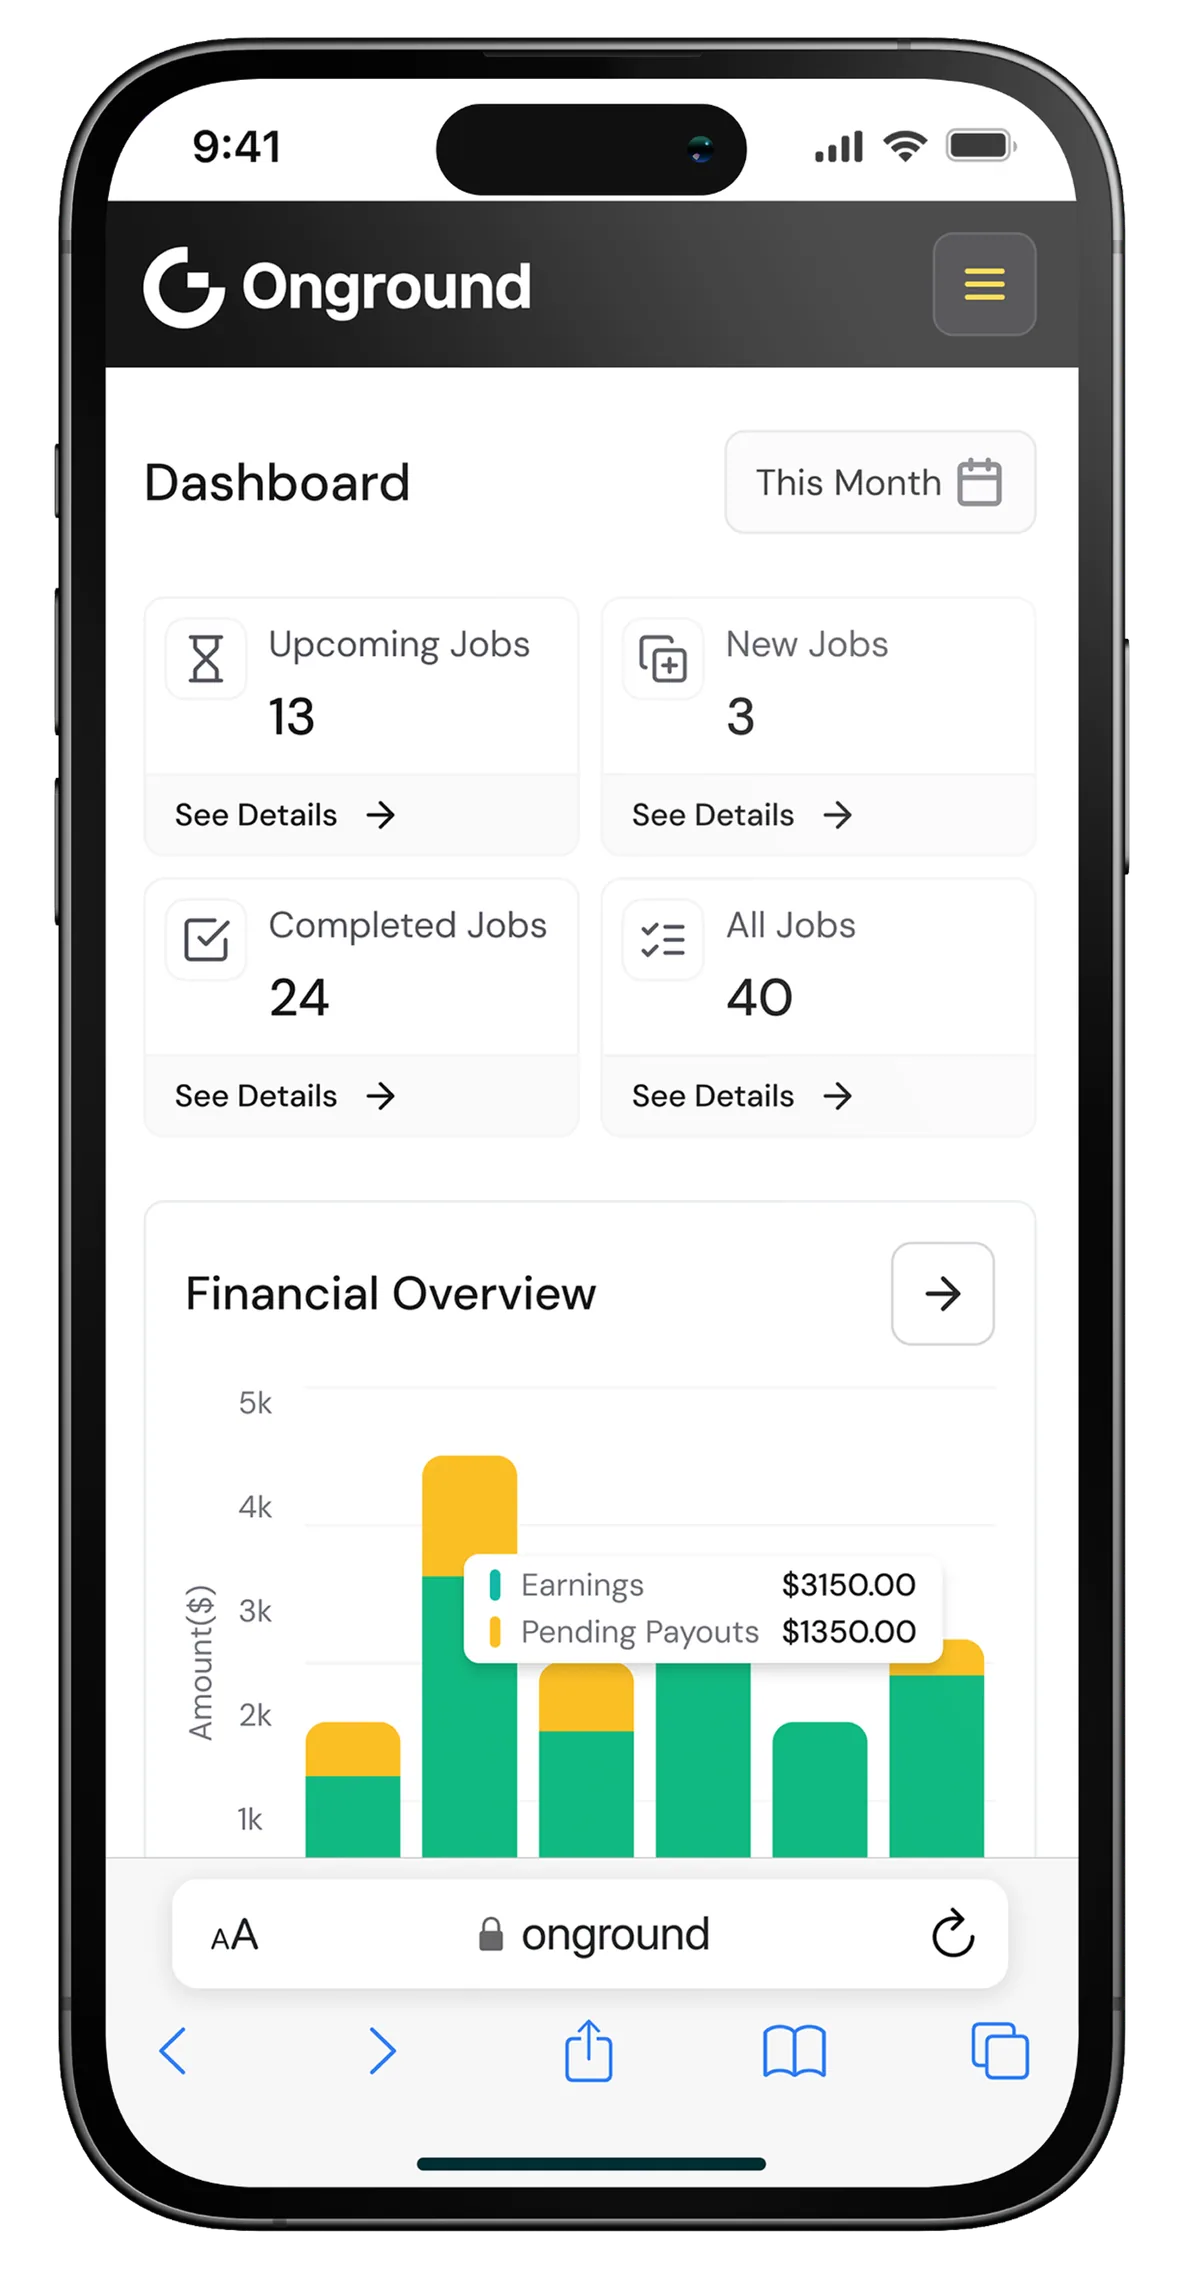 9:41
Onground
Dashboard
This Month
Upcoming Jobs
13
See Details
New Jobs
3
See Details
Completed Jobs
24
See Details
All Jobs
40
See Details
Financial Overview
5k
4k
3k
2k
1k
Amount($)
Earnings $3150.00
Pending Payouts $1350.00
AA
onground